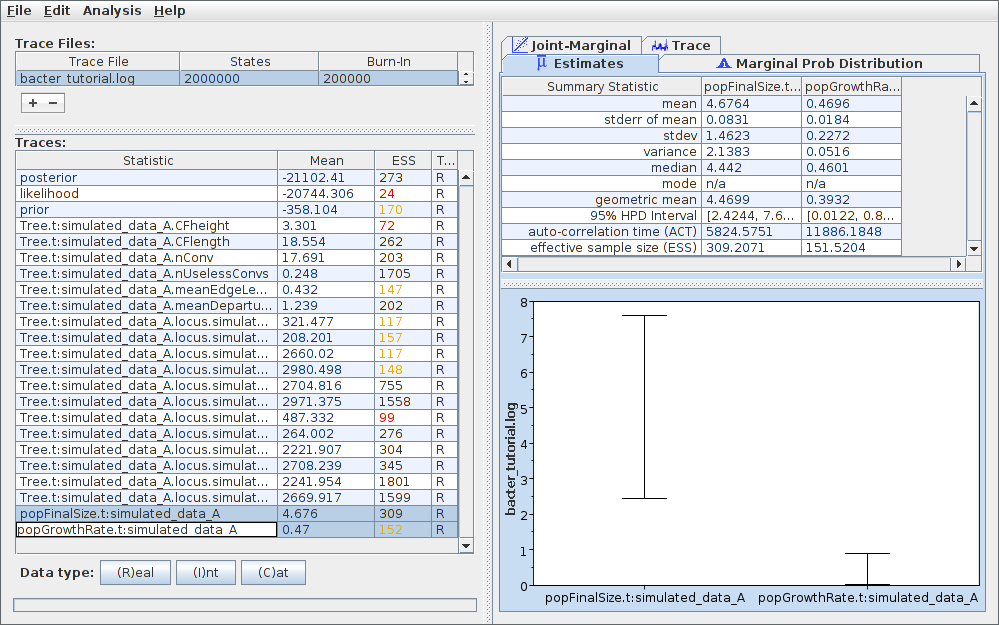 File Edit Analysis Help
Trace Files:
Trace File States Burn-In
bacter_tutorial.log 2000000 200000
+ −
Traces:
Statistic Mean ESS T...
posterior -21102.41 273 R
likelihood -20744.306 24 R
prior -358.104 170 R
Tree.t:simulated_data_A.CFheight 3.301 72 R
Tree.t:simulated_data_A.CFlength 18.554 262 R
Tree.t:simulated_data_A.nConv 17.691 203 R
Tree.t:simulated_data_A.nUselessConvs 0.248 1705 R
Tree.t:simulated_data_A.meanEdgeLe... 0.432 147 R
Tree.t:simulated_data_A.meanDepartu... 1.239 202 R
Tree.t:simulated_data_A.locus.simulat... 321.477 117 R
Tree.t:simulated_data_A.locus.simulat... 208.201 157 R
Tree.t:simulated_data_A.locus.simulat... 2660.02 117 R
Tree.t:simulated_data_A.locus.simulat... 2980.498 148 R
Tree.t:simulated_data_A.locus.simulat... 2704.816 755 R
Tree.t:simulated_data_A.locus.simulat... 2971.375 1558 R
Tree.t:simulated_data_A.locus.simulat... 487.332 99 R
Tree.t:simulated_data_A.locus.simulat... 264.002 276 R
Tree.t:simulated_data_A.locus.simulat... 2221.907 304 R
Tree.t:simulated_data_A.locus.simulat... 2708.239 345 R
Tree.t:simulated_data_A.locus.simulat... 2241.954 1801 R
Tree.t:simulated_data_A.locus.simulat... 2669.917 1599 R
popFinalSize.t:simulated_data_A 4.676 309 R
popGrowthRate.t:simulated_data_A 0.47 152 R
Data type: (R)eal (I)nt (C)at
Joint-Marginal Trace
μ Estimates Marginal Prob Distribution
Summary Statistic popFinalSize.t... popGrowthRa...
mean 4.6764 0.4696
stderr of mean 0.0831 0.0184
stdev 1.4623 0.2272
variance 2.1383 0.0516
median 4.442 0.4601
mode n/a n/a
geometric mean 4.4699 0.3932
95% HPD Interval [2.4244, 7.6... [0.0122, 0.8...
auto-correlation time (ACT) 5824.5751 11886.1848
effective sample size (ESS) 309.2071 151.5204
8
7
6
5
4
3
2
1
0
bacter_tutorial.log
popFinalSize.t:simulated_data_A popGrowthRate.t:simulated_data_A